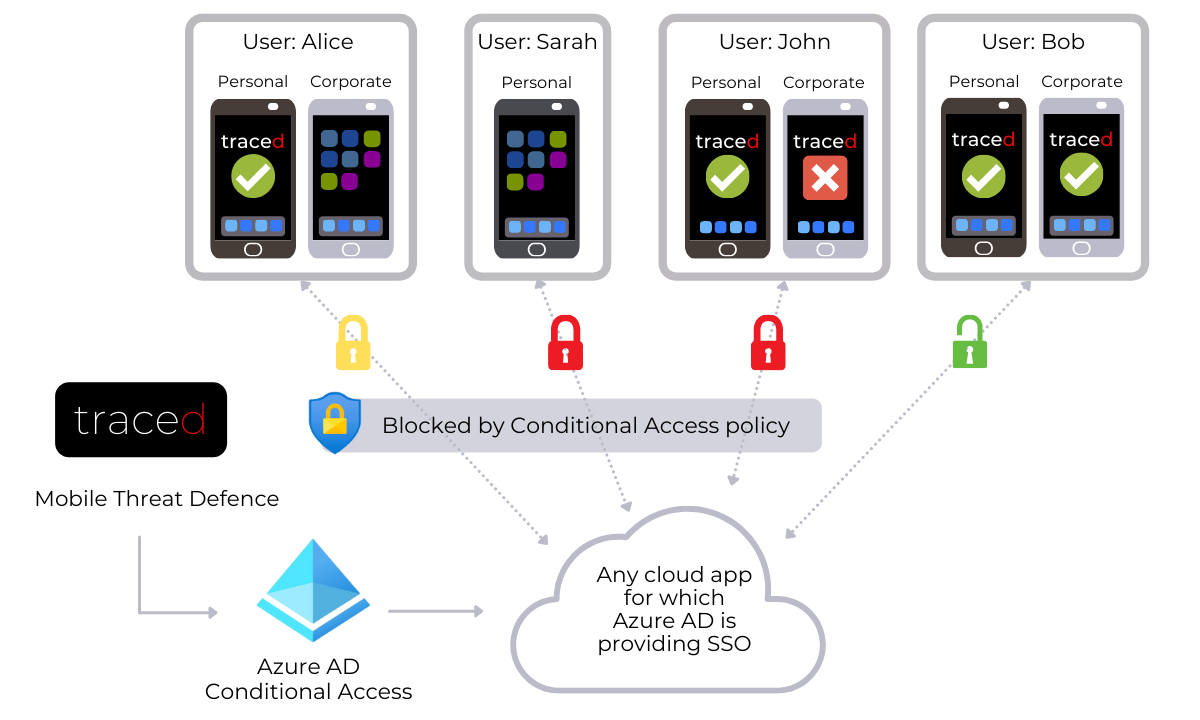 User: Alice
Personal
Corporate
traced
User: Sarah
Personal
User: John
Personal
Corporate
traced
traced
User: Bob
Personal
Corporate
traced
traced
traced
Blocked by Conditional Access policy
Mobile Threat Defence
Any cloud app
for which
Azure AD is
providing SSO
Azure AD
Conditional Access